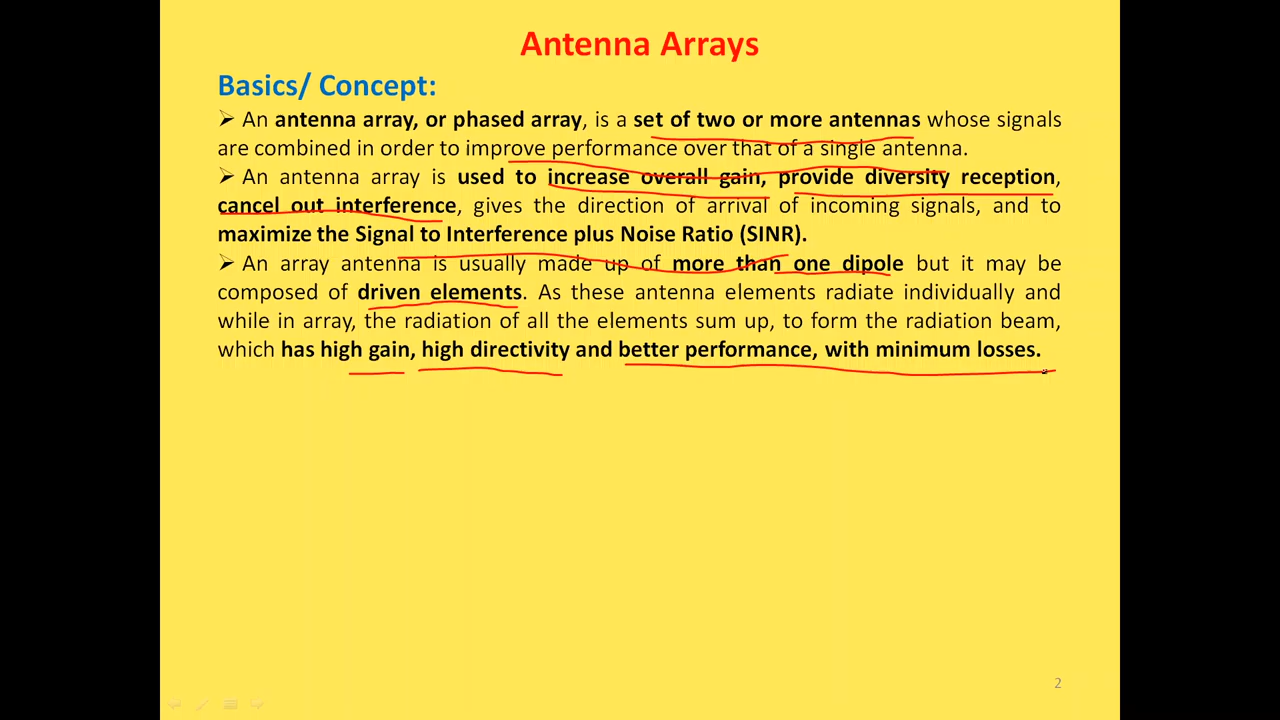 Antenna Arrays
Basics/ Concept:
➢ An antenna array, or phased array, is a set of two or more antennas whose signals
are combined in order to improve performance over that of a single antenna.
➢ An antenna array is used to increase overall gain, provide diversity reception,
cancel out interference, gives the direction of arrival of incoming signals, and to
maximize the Signal to Interference plus Noise Ratio (SINR).
➢ An array antenna is usually made up of more than one dipole but it may be
composed of driven elements. As these antenna elements radiate individually and
while in array, the radiation of all the elements sum up, to form the radiation beam,
which has high gain, high directivity and better performance, with minimum losses.
2